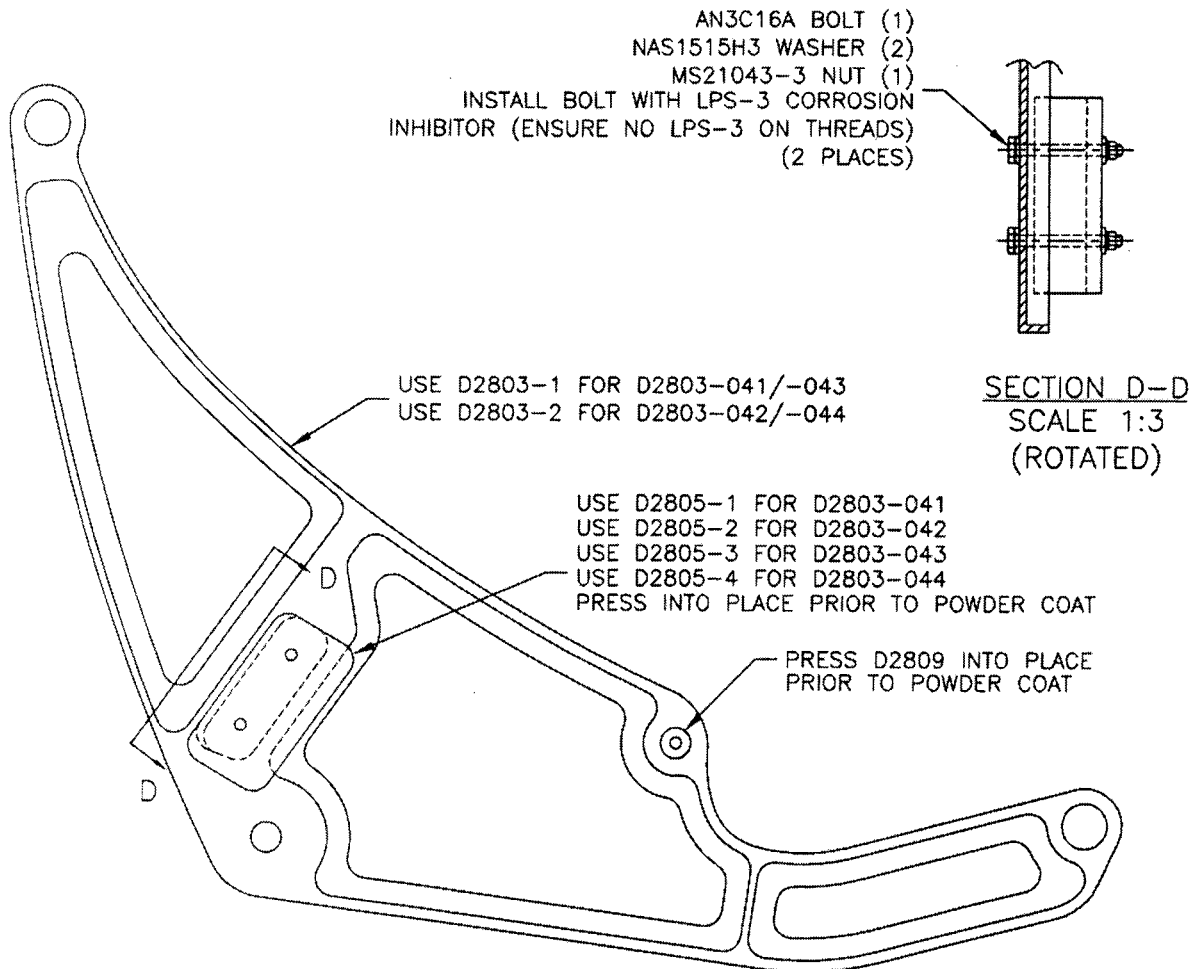 AN3C16A BOLT (1)
NAS1515H3 WASHER (2)
MS21043-3 NUT (1)
INSTALL BOLT WITH LPS-3 CORROSION
INHIBITOR (ENSURE NO LPS-3 ON THREADS)
(2 PLACES)
SECTION D-D
SCALE 1:3
(ROTATED)
USE D2803-1 FOR D2803-041/-043
USE D2803-2 FOR D2803-042/-044
USE D2805-1 FOR D2803-041
USE D2805-2 FOR D2803-042
USE D2805-3 FOR D2803-043
USE D2805-4 FOR D2803-044
PRESS INTO PLACE PRIOR TO POWDER COAT
D
PRESS D2809 INTO PLACE
PRIOR TO POWDER COAT
D